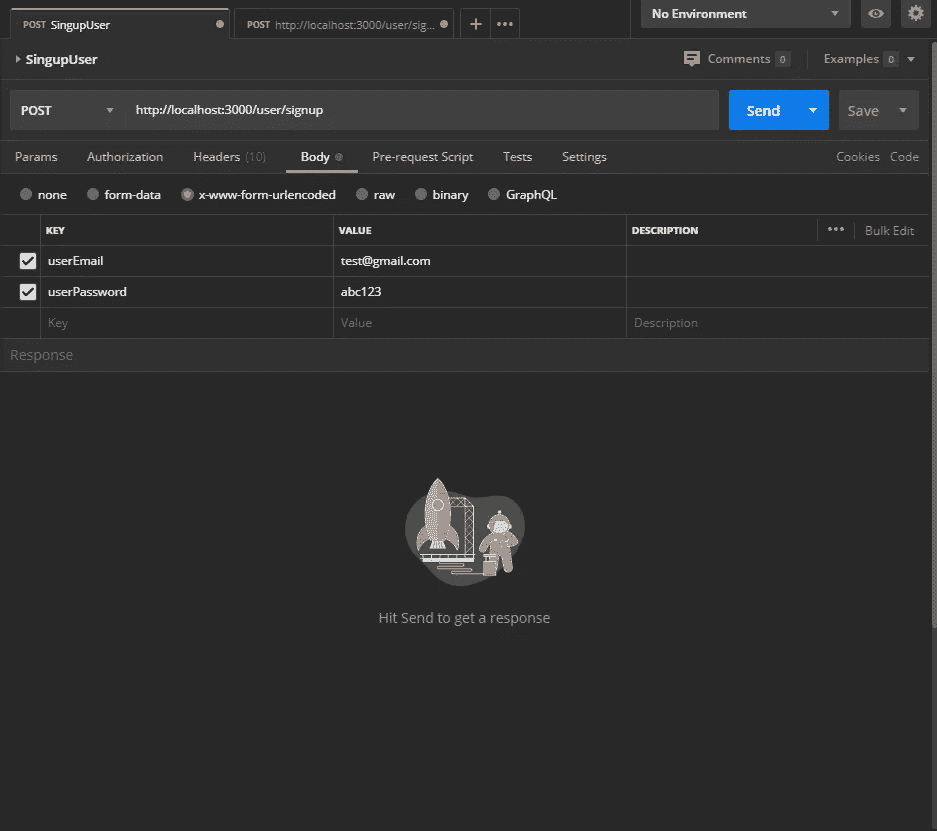 POST SingupUser POST http://localhost:3000/user/sig... No Environment
SingupUser Comments 0 Examples 0
POST http://localhost:3000/user/signup Send Save
Params Authorization Headers (10) Body Pre-request Script Tests Settings Cookies Code
none form-data x-www-form-urlencoded raw binary GraphQL
KEY VALUE DESCRIPTION Bulk Edit
userEmail test@gmail.com
userPassword abc123
Key Value Description
Response
Hit Send to get a response